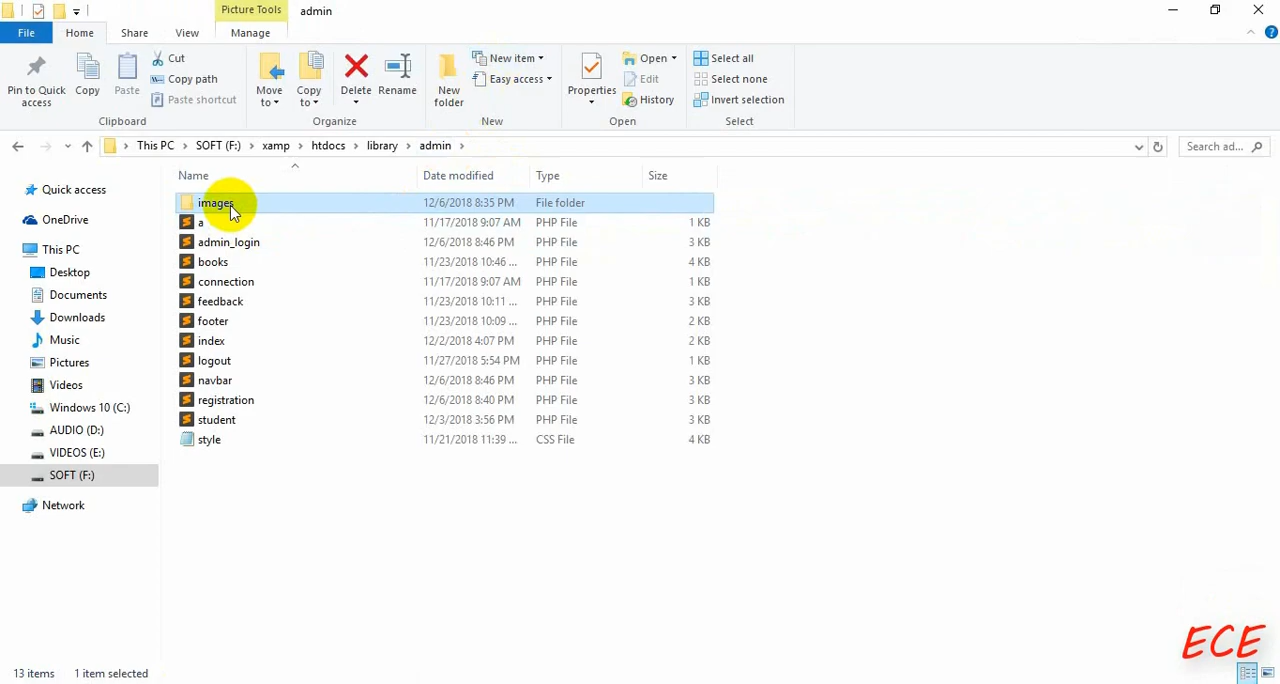 Picture Tools admin
File Home Share View Manage
Pin to Quick access
Copy
Paste
Cut
Copy path
Paste shortcut
Clipboard
Move to
Copy to
Delete
Rename
Organize
New folder
New item
Easy access
New
Properties
Open
Edit
History
Open
Select all
Select none
Invert selection
Select
This PC > SOFT (F:) > xamp > htdocs > library > admin >
Search ad...
Quick access
OneDrive
This PC
Desktop
Documents
Downloads
Music
Pictures
Videos
Windows 10 (C:)
AUDIO (D:)
VIDEOS (E:)
SOFT (F:)
Network
Name Date modified Type Size
images 12/6/2018 8:35 PM File folder
a 11/17/2018 9:07 AM PHP File 1 KB
admin_login 12/6/2018 8:46 PM PHP File 3 KB
books 11/23/2018 10:46 ... PHP File 4 KB
connection 11/17/2018 9:07 AM PHP File 1 KB
feedback 11/23/2018 10:11 ... PHP File 3 KB
footer 11/23/2018 10:09 ... PHP File 2 KB
index 12/2/2018 4:07 PM PHP File 2 KB
logout 11/27/2018 5:54 PM PHP File 1 KB
navbar 12/6/2018 8:46 PM PHP File 3 KB
registration 12/6/2018 8:40 PM PHP File 3 KB
student 12/3/2018 3:56 PM PHP File 3 KB
style 11/21/2018 11:39 ... CSS File 4 KB
ECE
13 items 1 item selected